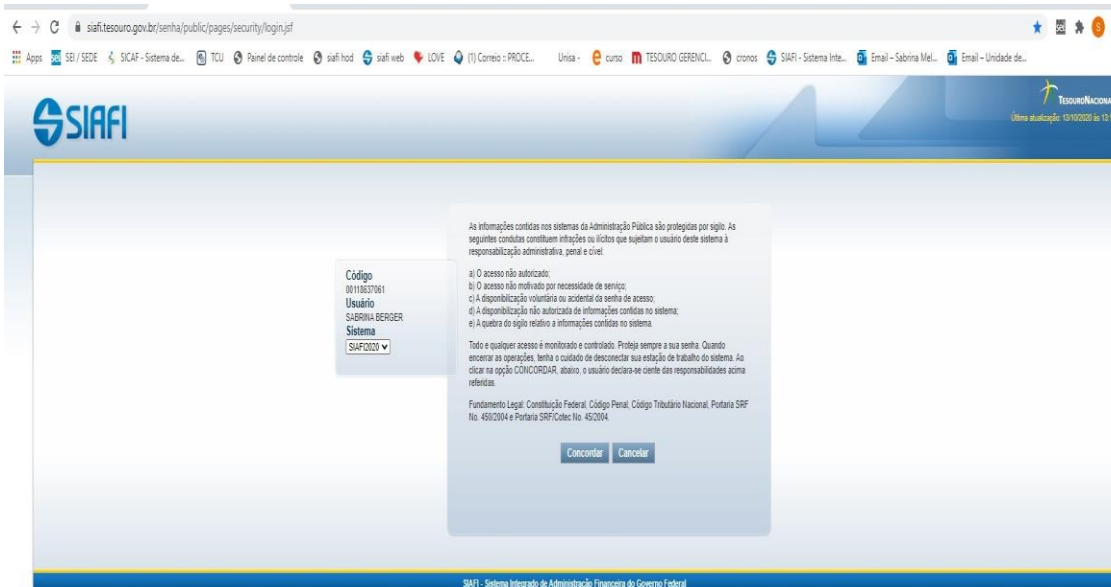 siafi.tesouro.gov.br/senha/public/pages/security/login.jsf
Apps SEI / SEDE SICAF - Sistema de... TCU Painel de controle siafi hod siafi web LOVE (1) Correio :: PROCE... Unisa - curso TESOURO GERENCI... cronos SIAFI - Sistema Inte... Email – Sabrina Mel... Email – Unidade de...
SIAFI
TESOURONACIONA
Última atualização: 13/10/2020 às 13:1
Código
00118637061
Usuário
SABRINA BERGER
Sistema
SIAFI2020
As informações contidas nos sistemas da Administração Pública são protegidas por sigilo. As
seguintes condutas constituem infrações ou ilícitos que sujeitam o usuário deste sistema à
responsabilização administrativa, penal e cível:
a) O acesso não autorizado;
b) O acesso não motivado por necessidade de serviço;
c) A disponibilização voluntária ou acidental da senha de acesso;
d) A disponibilização não autorizada de informações contidas no sistema;
e) A quebra do sigilo relativo a informações contidas no sistema.
Todo e qualquer acesso é monitorado e controlado. Proteja sempre a sua senha. Quando
encerrar as operações, tenha o cuidado de desconectar sua estação de trabalho do sistema. Ao
clicar na opção CONCORDAR, abaixo, o usuário declara-se ciente das responsabilidades acima
referidas.
Fundamento Legal: Constituição Federal, Código Penal, Código Tributário Nacional, Portaria SRF
No. 450/2004 e Portaria SRF/Cotec No. 45/2004.
Concordar Cancelar
SIAFI - Sistema Integrado de Administração Financeira do Governo Federal